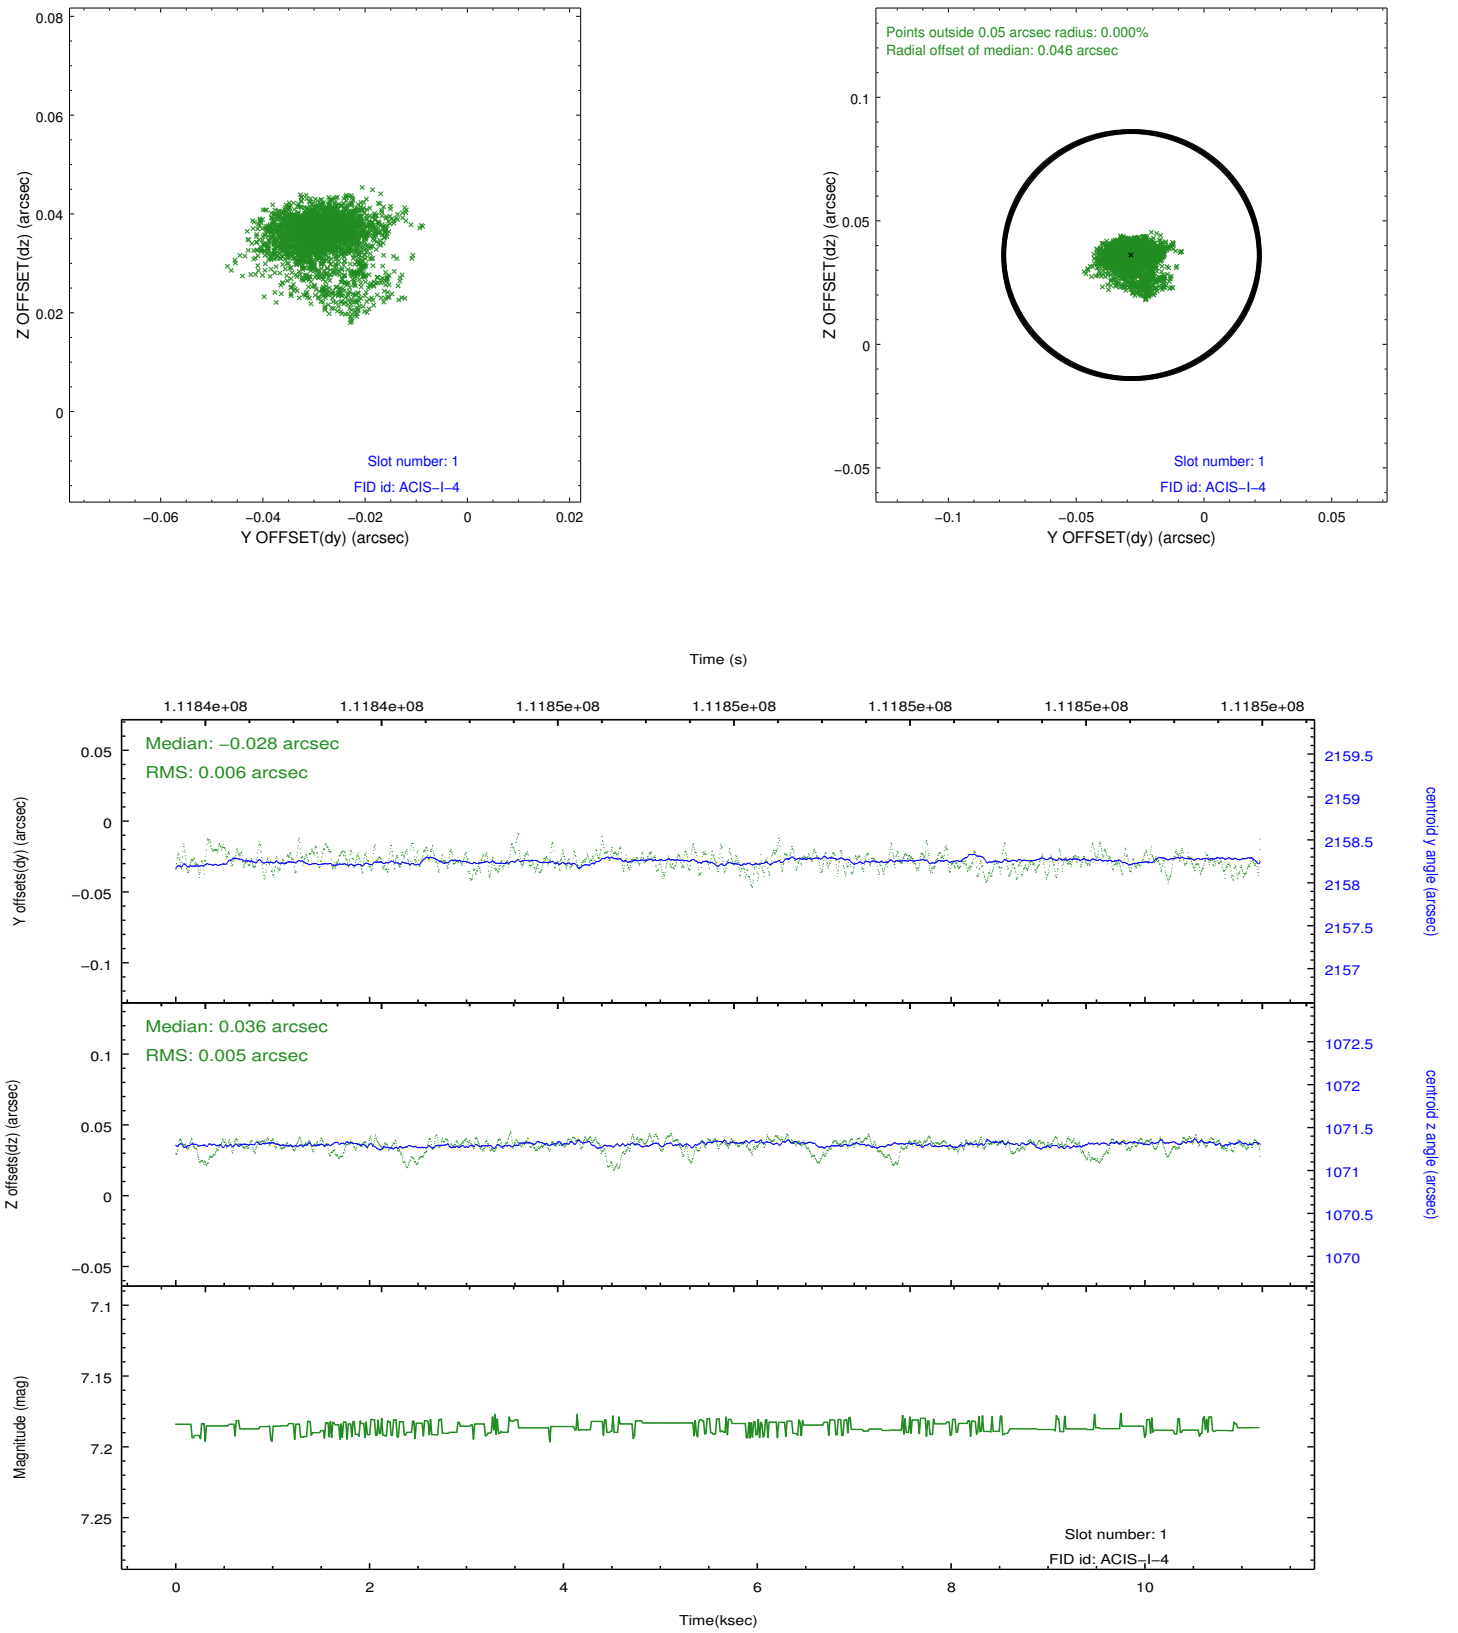 0.08
0.06
0.04
0.02
0
Z OFFSET(dz) (arcsec)
Slot number: 1
FID id: ACIS−I−4
−0.06 −0.04 −0.02 0 0.02
Y OFFSET(dy) (arcsec)
Points outside 0.05 arcsec radius: 0.000%
Radial offset of median: 0.046 arcsec
0.1
0.05
0
−0.05
Z OFFSET(dz) (arcsec)
Slot number: 1
FID id: ACIS−I−4
−0.1 −0.05 0 0.05
Y OFFSET(dy) (arcsec)
Time (s)
1.1184e+08 1.1184e+08 1.1185e+08 1.1185e+08 1.1185e+08 1.1185e+08 1.1185e+08
Median: −0.028 arcsec
RMS: 0.006 arcsec
0.05
0
−0.05
−0.1
Y offsets(dy) (arcsec)
2159.5
2159
2158.5
2158
2157.5
2157
centroid y angle (arcsec)
Median: 0.036 arcsec
RMS: 0.005 arcsec
0.1
0.05
0
−0.05
Z offsets(dz) (arcsec)
1072.5
1072
1071.5
1071
1070.5
1070
centroid z angle (arcsec)
7.1
7.15
7.2
7.25
Magnitude (mag)
Slot number: 1
FID id: ACIS−I−4
0 2 4 6 8 10
Time(ksec)